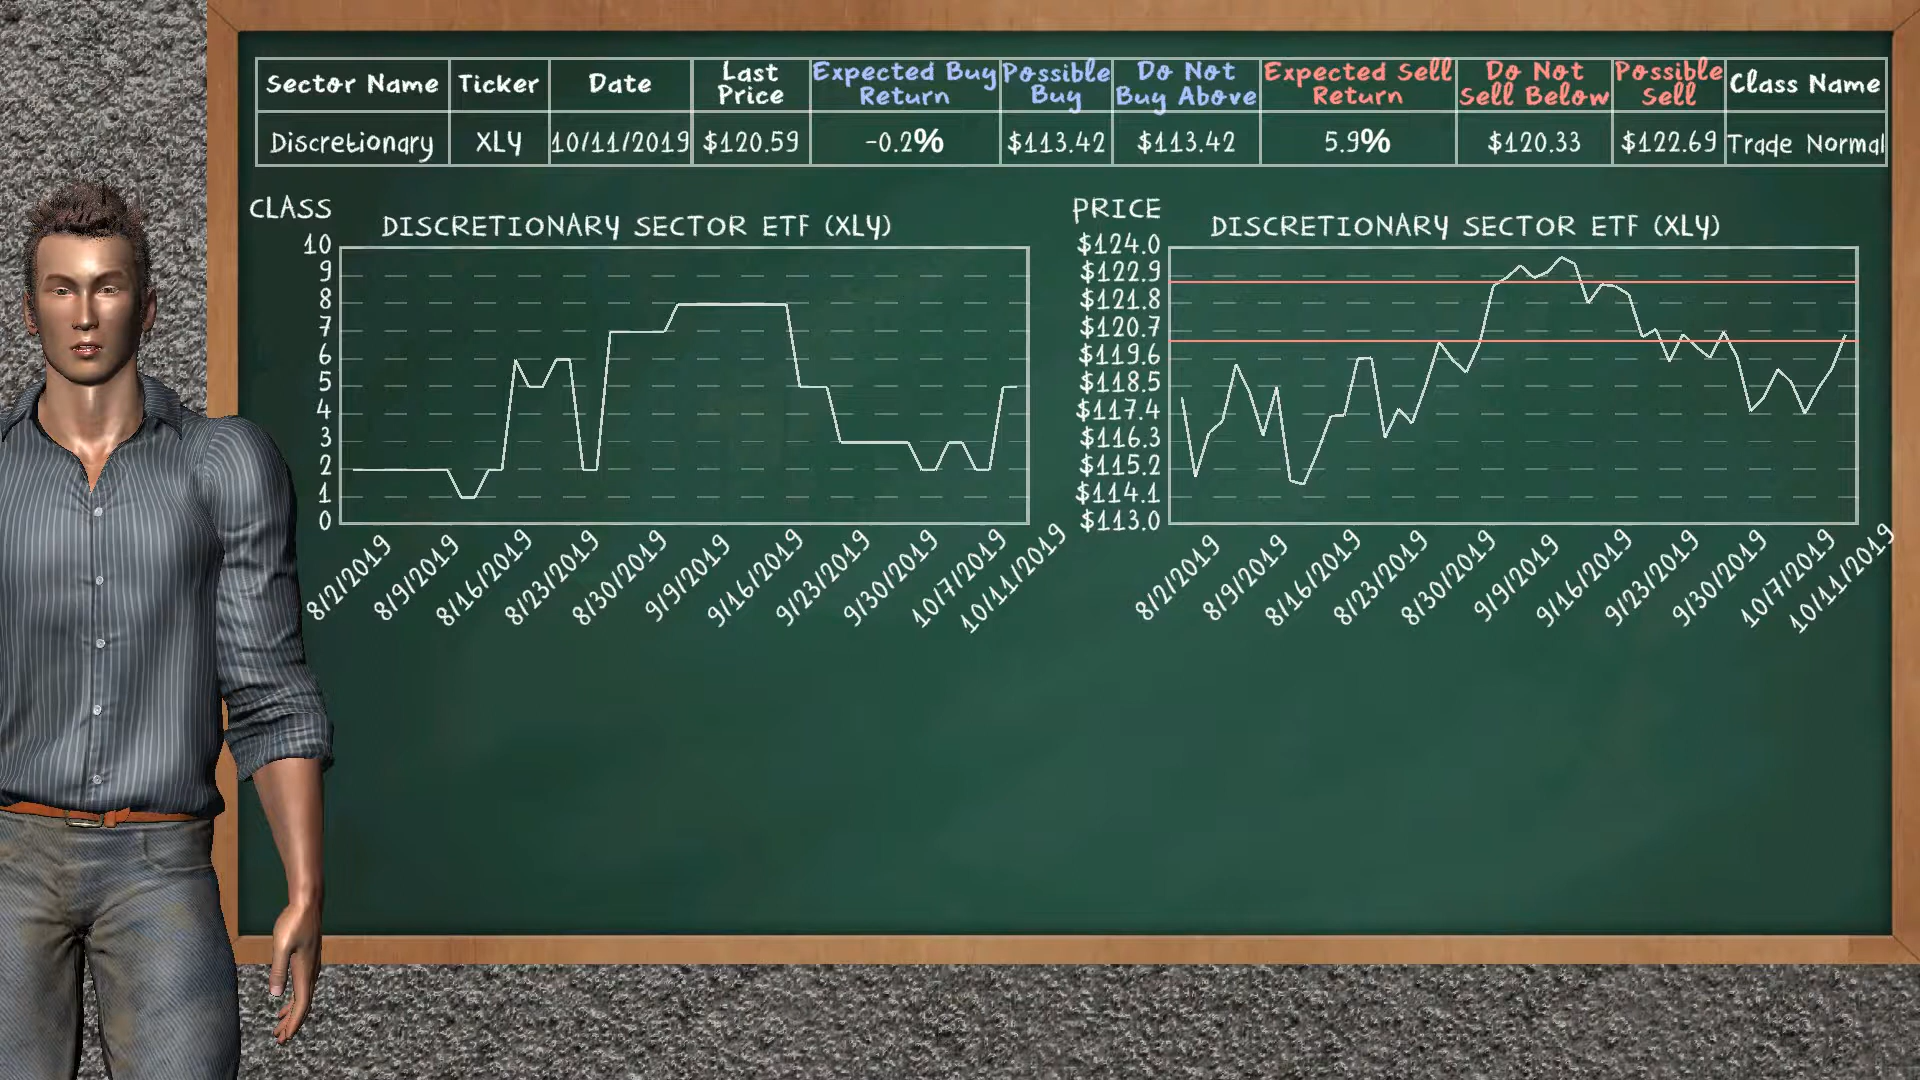 Sector Name Ticker Date Last Price Expected Buy Return Possible Buy Do Not Buy Above Expected Sell Return Do Not Sell Below Possible Sell Class Name
Discretionary XLY 10/11/2019 $120.59 -0.2% $113.42 $113.42 5.9% $120.33 $122.69 Trade Normal
CLASS
DISCRETIONARY SECTOR ETF (XLY)
10
9
8
7
6
5
4
3
2
1
0
8/2/2019 8/9/2019 8/16/2019 8/23/2019 8/30/2019 9/9/2019 9/16/2019 9/23/2019 9/30/2019 10/7/2019 10/11/2019
PRICE
DISCRETIONARY SECTOR ETF (XLY)
$124.0
$122.9
$121.8
$120.7
$119.6
$118.5
$117.4
$116.3
$115.2
$114.1
$113.0
8/2/2019 8/9/2019 8/16/2019 8/23/2019 8/30/2019 9/9/2019 9/16/2019 9/23/2019 9/30/2019 10/7/2019 10/11/2019